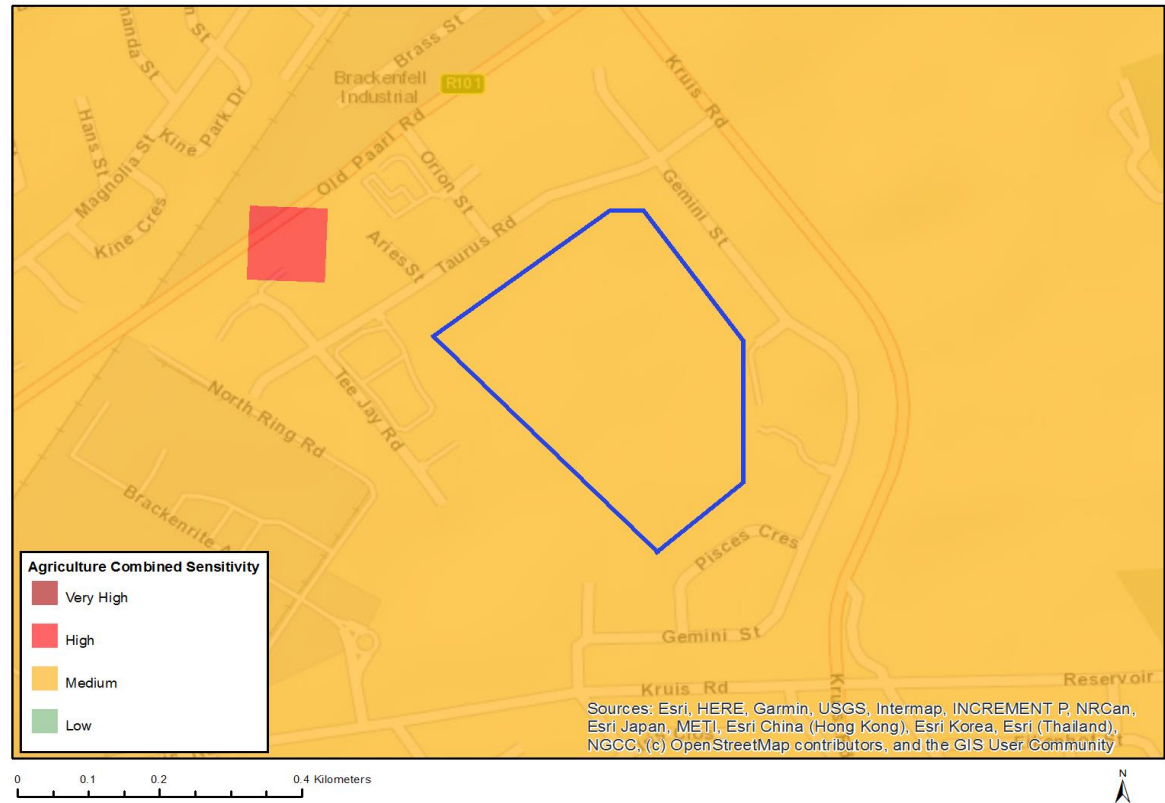 Brass St
Brackenfell
Industrial
R101
Kruis Rd
Hans St
Kine Park Dr
Magnolia St
Kine Cres
Old Paarl Rd
Orion St
Gemini St
Aries St
Taurus Rd
North Ring Rd
Tee Jay Rd
Pisces Cres
Gemini St
Kruis Rd
Reservoir
Agriculture Combined Sensitivity
Very High
High
Medium
Low
Sources: Esri, HERE, Garmin, USGS, Intermap, INCREMENT P, NRCan,
Esri Japan, METI, Esri China (Hong Kong), Esri Korea, Esri (Thailand),
NGCC, (c) OpenStreetMap contributors, and the GIS User Community
0 0.1 0.2 0.4 Kilometers
N